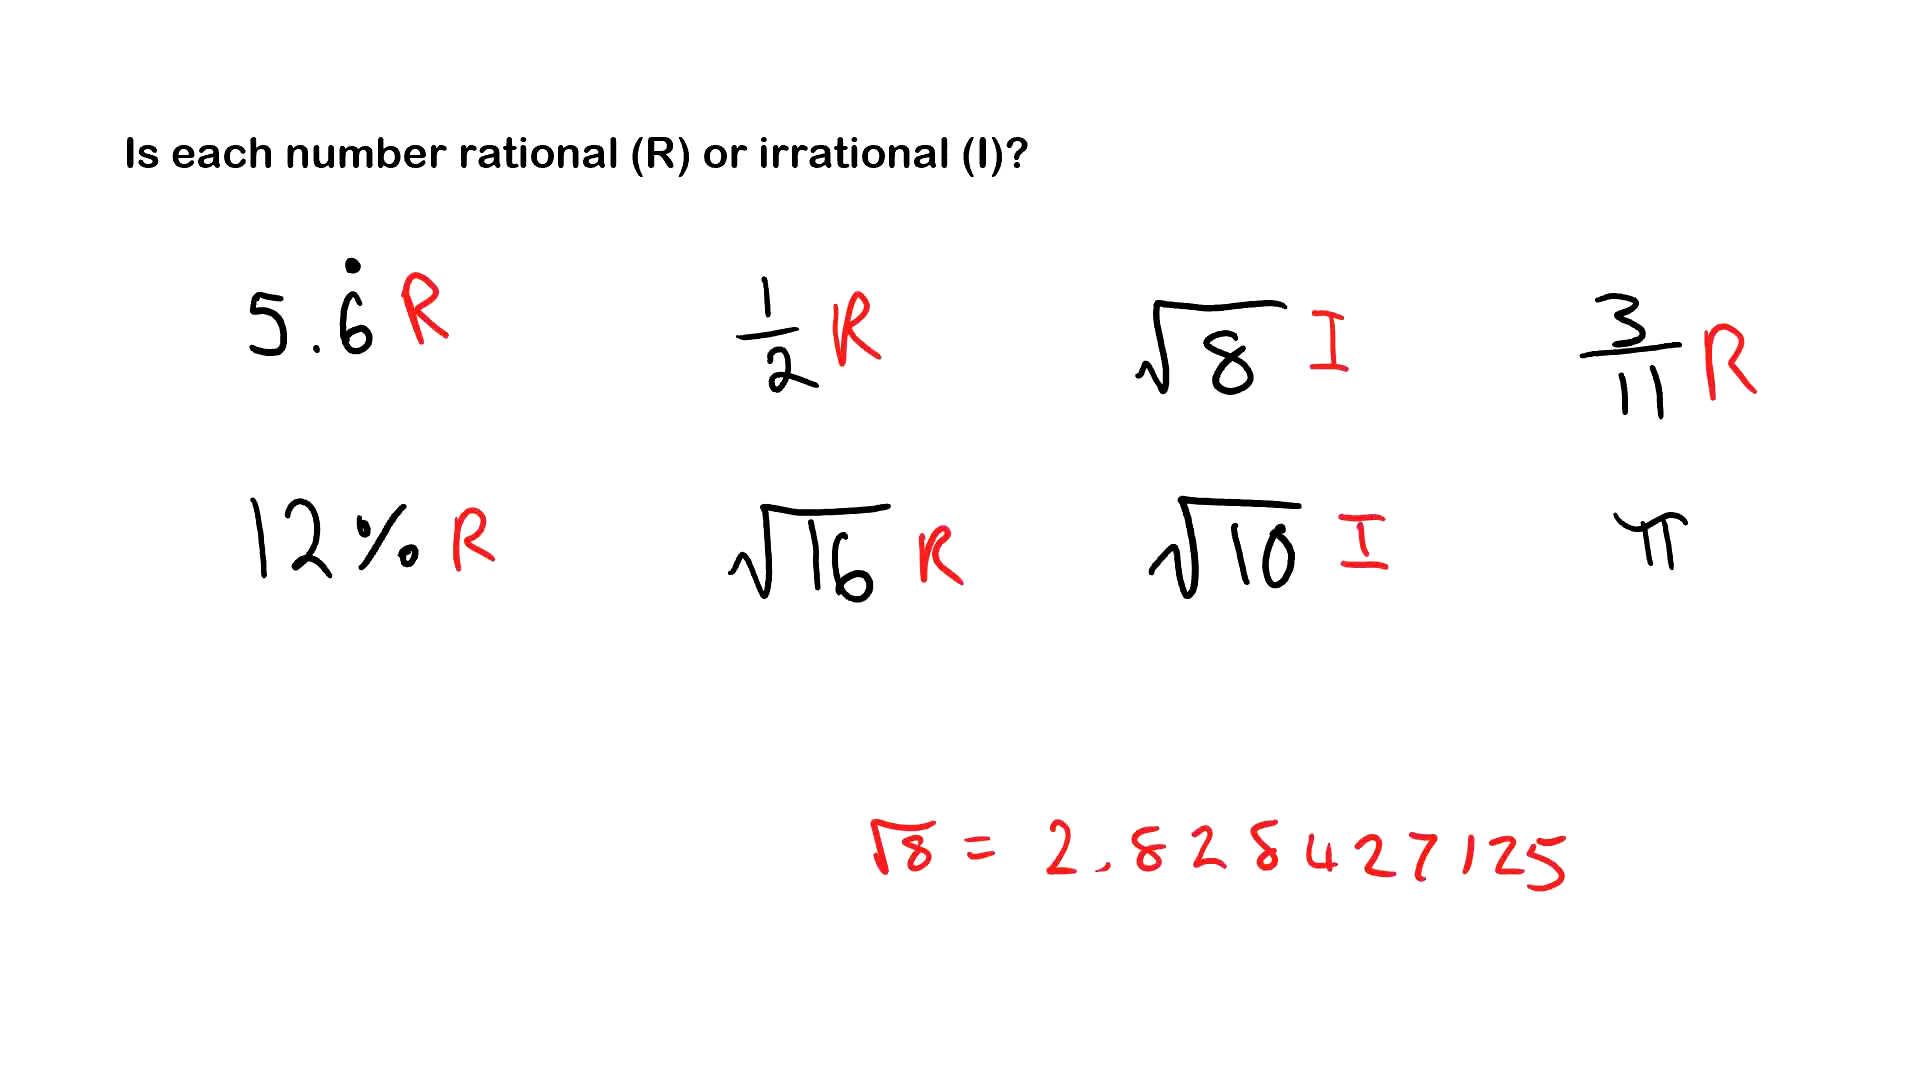 Is each number rational (R) or irrational (I)?
5.6̇ R 1/2 R √8 I 3/11 R
12% R √16 R √10 I π
√8 = 2.828427125